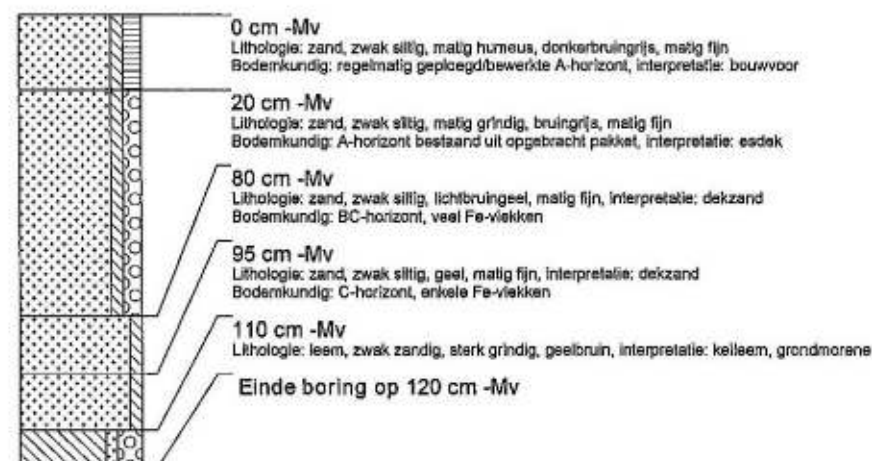 0 cm -Mv
Lithologie: zand, zwak siltig, matig humeus, donkerbruingrijs, matig fijn
Bodemkundig: regelmatig geploegd/bewerkte A-horizont, interpretatie: bouwvoor
20 cm -Mv
Lithologie: zand, zwak siltig, matig grindig, bruingrijs, matig fijn
Bodemkundig: A-horizont bestaand uit opgebracht pakket, interpretatie: esdek
80 cm -Mv
Lithologie: zand, zwak siltig, lichtbruingeel, matig fijn, interpretatie: dekzand
Bodemkundig: BC-horizont, veel Fe-vlekken
95 cm -Mv
Lithologie: zand, zwak siltig, geel, matig fijn, interpretatie: dekzand
Bodemkundig: C-horizont, enkele Fe-vlekken
110 cm -Mv
Lithologie: leem, zwak zandig, sterk grindig, geelbruin, interpretatie: keileem, grondmorene
Einde boring op 120 cm -Mv